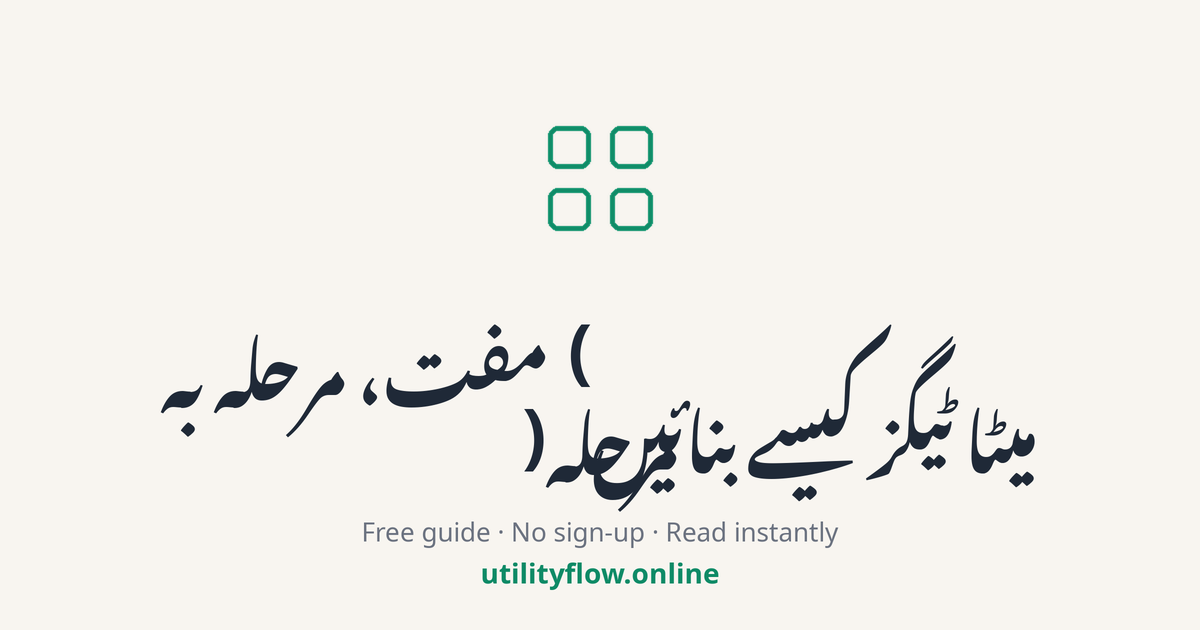 میٹا ٹیگز کیسے بنائیں (مفت، مرحلہ بہ
مرحلہ)
Free guide · No sign-up · Read instantly
utilityflow.online